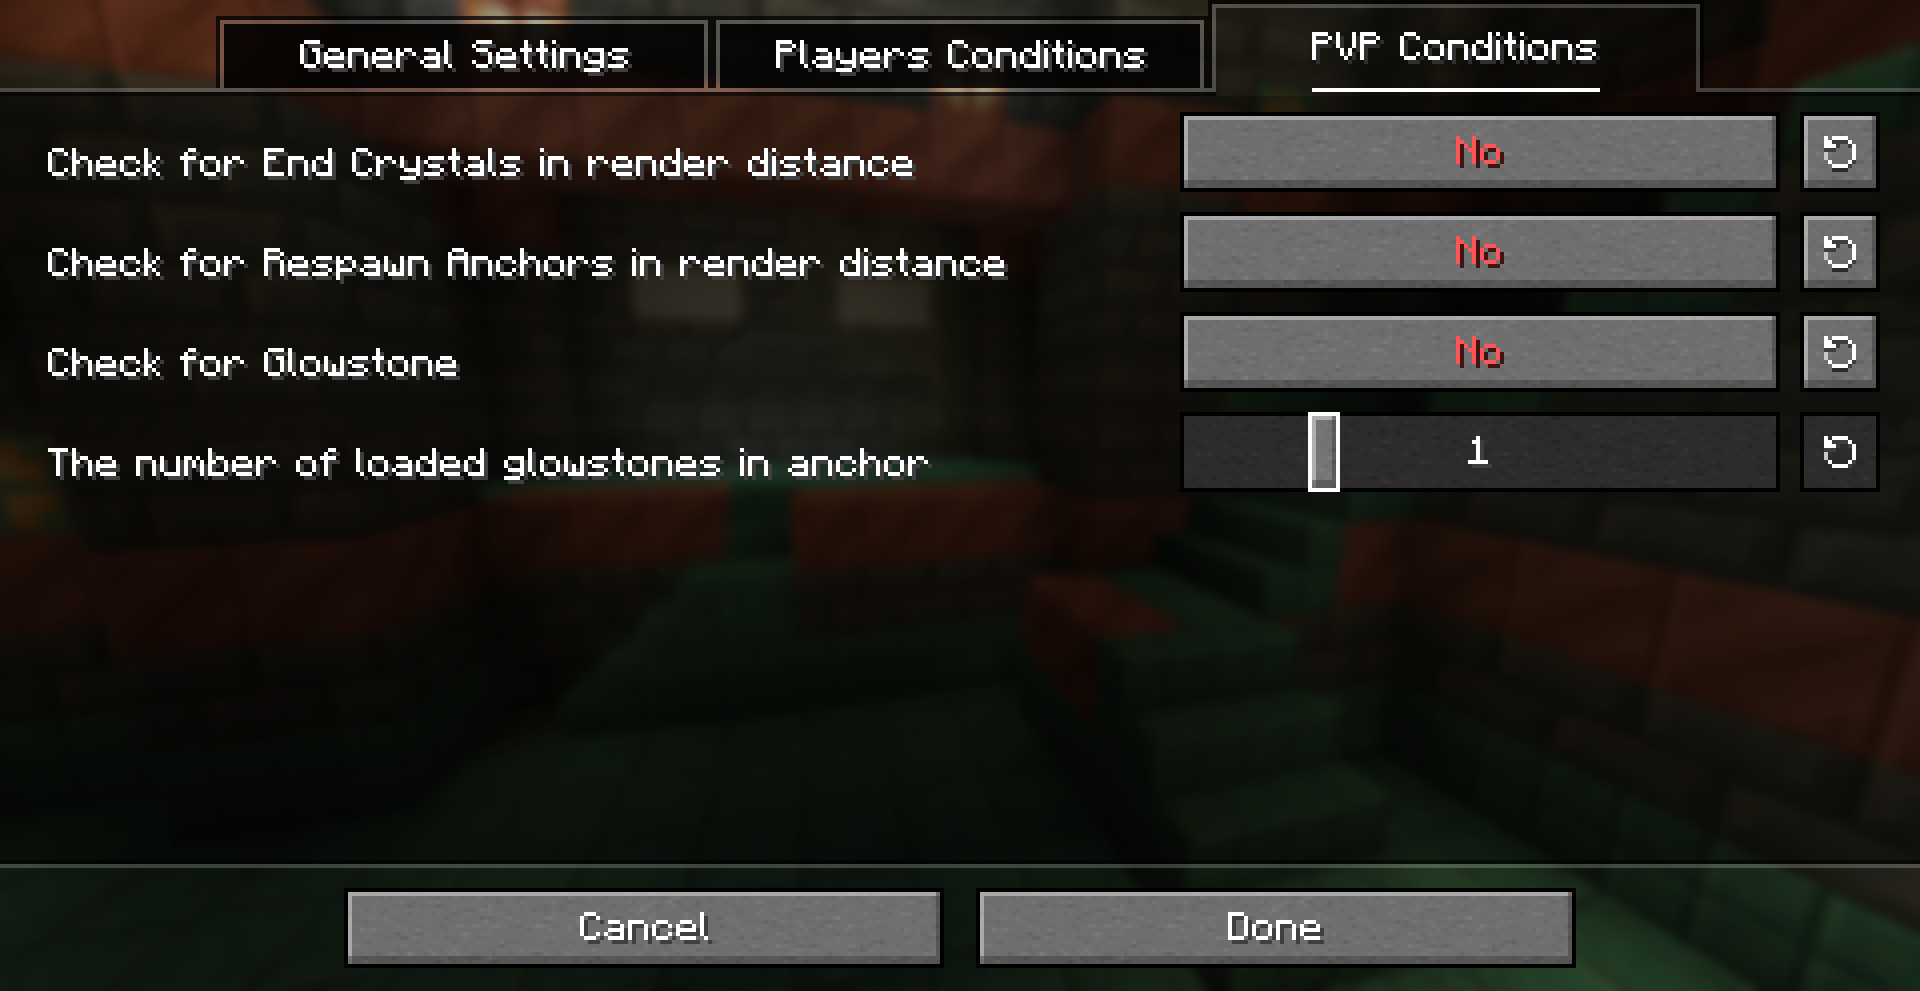 General Settings
Players Conditions
PVP Conditions
Check for End Crystals in render distance
No
Check for Respawn Anchors in render distance
No
Check for Glowstone
No
The number of loaded glowstones in anchor
1
Cancel
Done